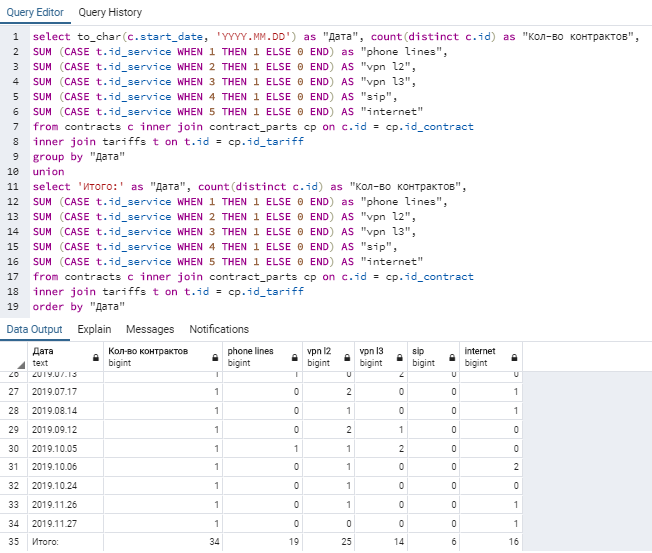 Query Editor Query History
1 select to_char(c.start_date, 'YYYY.MM.DD') as "Дата", count(distinct c.id) as "Кол-во контрактов",
2 SUM (CASE t.id_service WHEN 1 THEN 1 ELSE 0 END) as "phone lines",
3 SUM (CASE t.id_service WHEN 2 THEN 1 ELSE 0 END) AS "vpn l2",
4 SUM (CASE t.id_service WHEN 3 THEN 1 ELSE 0 END) AS "vpn l3",
5 SUM (CASE t.id_service WHEN 4 THEN 1 ELSE 0 END) AS "sip",
6 SUM (CASE t.id_service WHEN 5 THEN 1 ELSE 0 END) AS "internet"
7 from contracts c inner join contract_parts cp on c.id = cp.id_contract
8 inner join tariffs t on t.id = cp.id_tariff
9 group by "Дата"
10 union
11 select 'Итого:' as "Дата", count(distinct c.id) as "Кол-во контрактов",
12 SUM (CASE t.id_service WHEN 1 THEN 1 ELSE 0 END) as "phone lines",
13 SUM (CASE t.id_service WHEN 2 THEN 1 ELSE 0 END) AS "vpn l2",
14 SUM (CASE t.id_service WHEN 3 THEN 1 ELSE 0 END) AS "vpn l3",
15 SUM (CASE t.id_service WHEN 4 THEN 1 ELSE 0 END) AS "sip",
16 SUM (CASE t.id_service WHEN 5 THEN 1 ELSE 0 END) AS "internet"
17 from contracts c inner join contract_parts cp on c.id = cp.id_contract
18 inner join tariffs t on t.id = cp.id_tariff
19 order by "Дата"
Data Output Explain Messages Notifications
Дата Кол-во контрактов phone lines vpn l2 vpn l3 sip internet
text bigint bigint bigint bigint bigint bigint
26 2019.07.13 1 1 0 2 0 0
27 2019.07.17 1 0 2 0 0 1
28 2019.08.14 1 0 1 0 0 1
29 2019.09.12 1 0 2 1 0 0
30 2019.10.05 1 1 1 2 0 0
31 2019.10.06 1 0 1 0 0 2
32 2019.10.24 1 0 1 0 0 0
33 2019.11.26 1 0 1 0 0 1
34 2019.11.27 1 0 0 0 0 1
35 Итого: 34 19 25 14 6 16